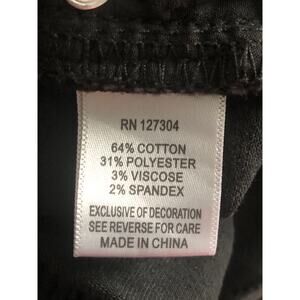 RN 127304
64% COTTON
31% POLYESTER
3% VISCOSE
2% SPANDEX
EXCLUSIVE OF DECORATION
SEE REVERSE FOR CARE
MADE IN CHINA